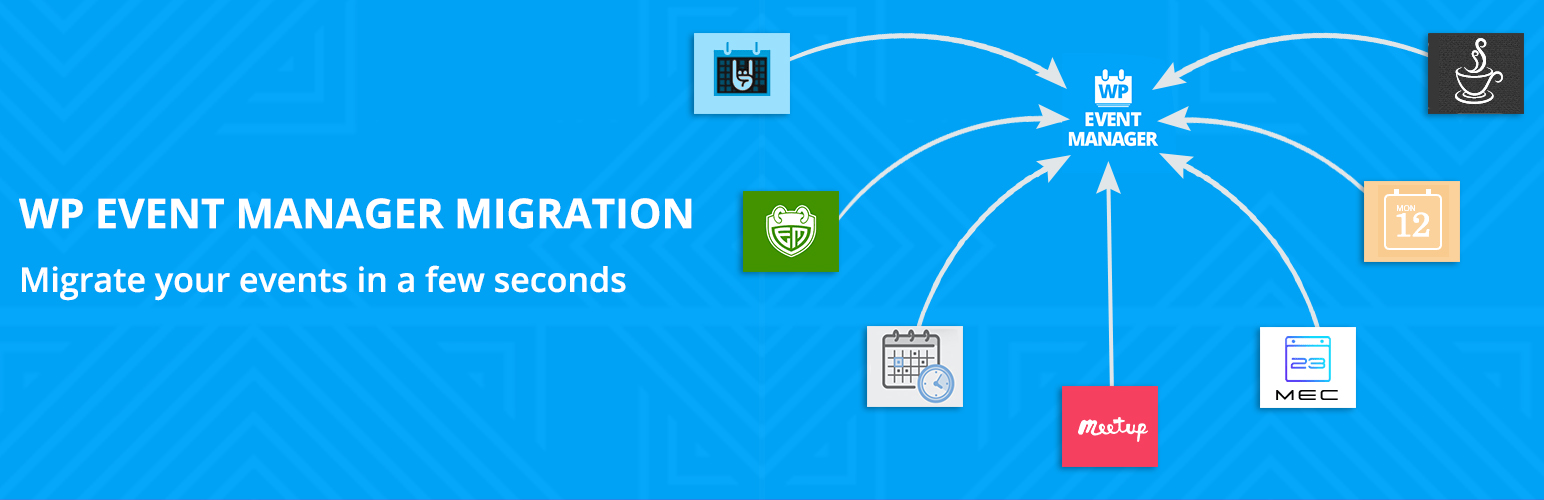 WP EVENT MANAGER MIGRATION
Migrate your events in a few seconds
WP
EVENT
MANAGER
EM
MON
12
23
MEC
meetup